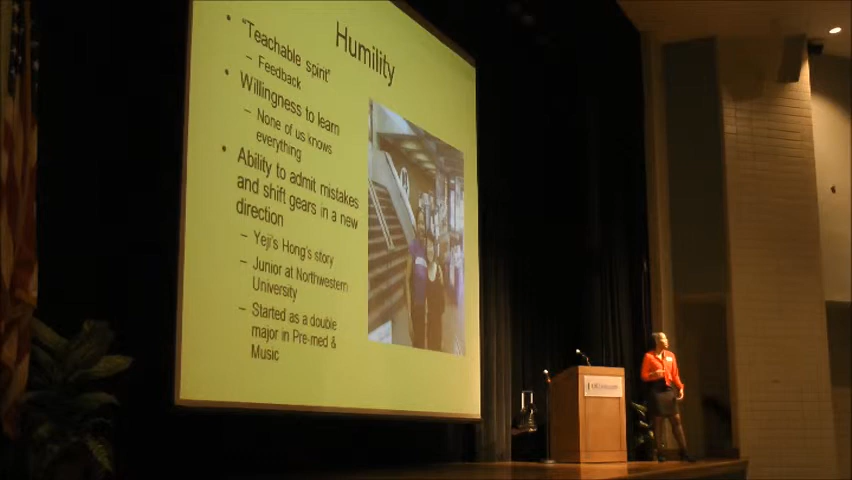 Humility
• “Teachable spirit”
– Feedback
• Willingness to learn
– None of us knows
everything
• Ability to admit mistakes
and shift gears in a new
direction
– Yeji's Hong's story
– Junior at Northwestern
University
– Started as a double
major in Pre-med &
Music